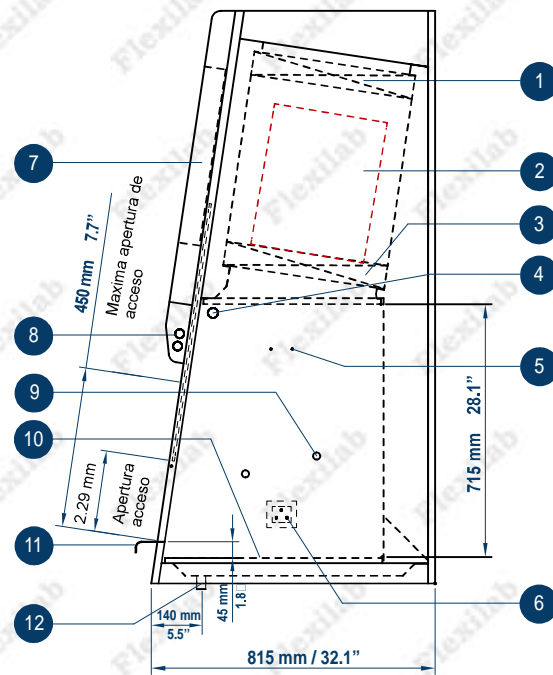 1
2
7
Maxima apertura de
acceso
450 mm 7.7”
3
4
8
5
9
715 mm 28.1”
10
2.29 mm
Apertura
acceso
11
6
12
140 mm
5.5”
45 mm
1.8□
815 mm / 32.1”
Flexilab